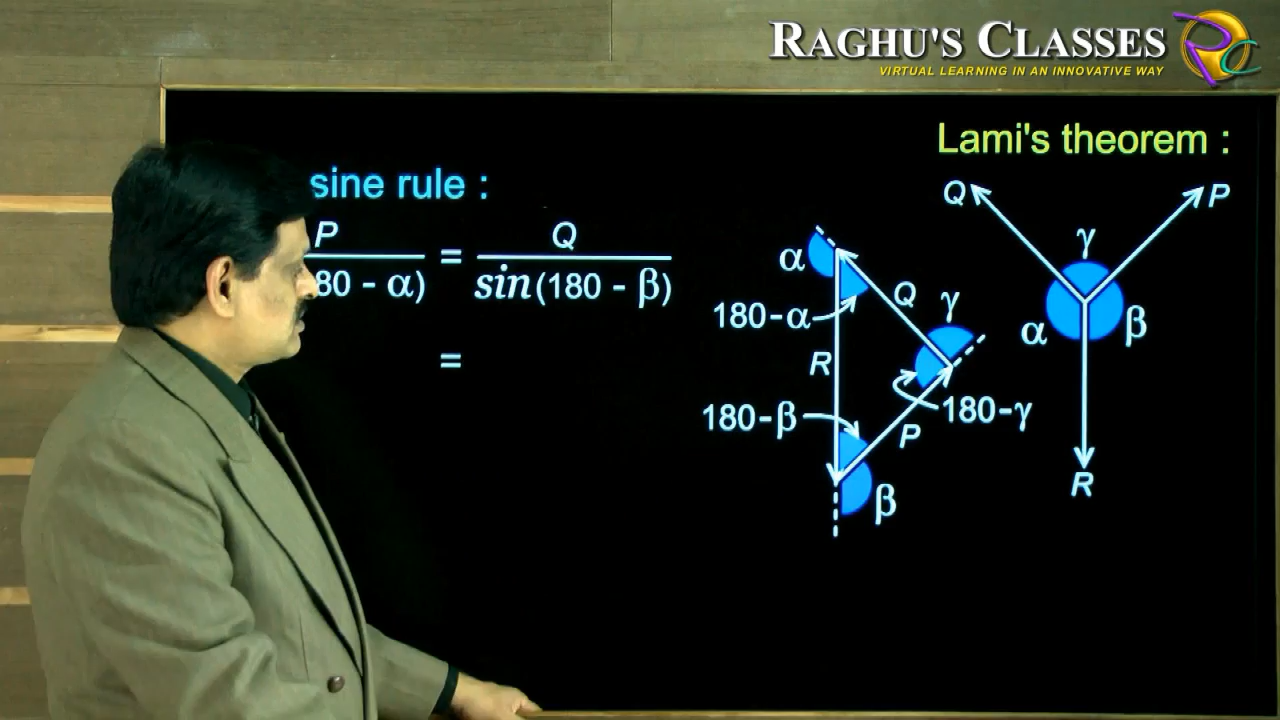 RAGHU'S CLASSES
VIRTUAL LEARNING IN AN INNOVATIVE WAY
Lami's theorem :
sine rule :
P
80 - α)
=
Q
sin(180 - β)
=
α
180-α
Q
γ
R
180-β
P
180-γ
β
Q
P
γ
α
β
R